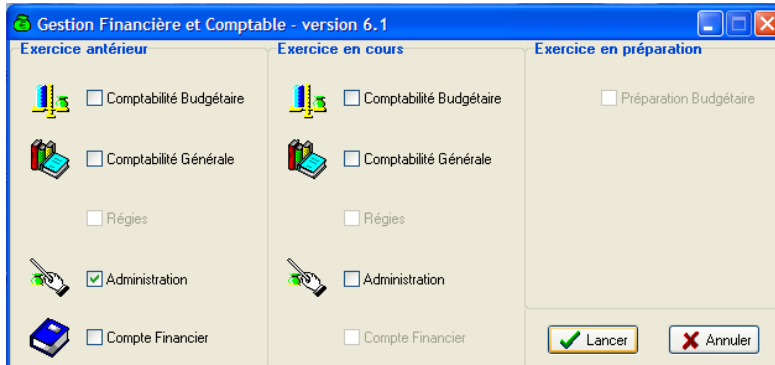 Gestion Financière et Comptable - version 6.1
Exercice antérieur
Comptabilité Budgétaire
Comptabilité Générale
Régies
Administration
Compte Financier
Exercice en cours
Comptabilité Budgétaire
Comptabilité Générale
Régies
Administration
Compte Financier
Exercice en préparation
Préparation Budgétaire
Lancer
Annuler